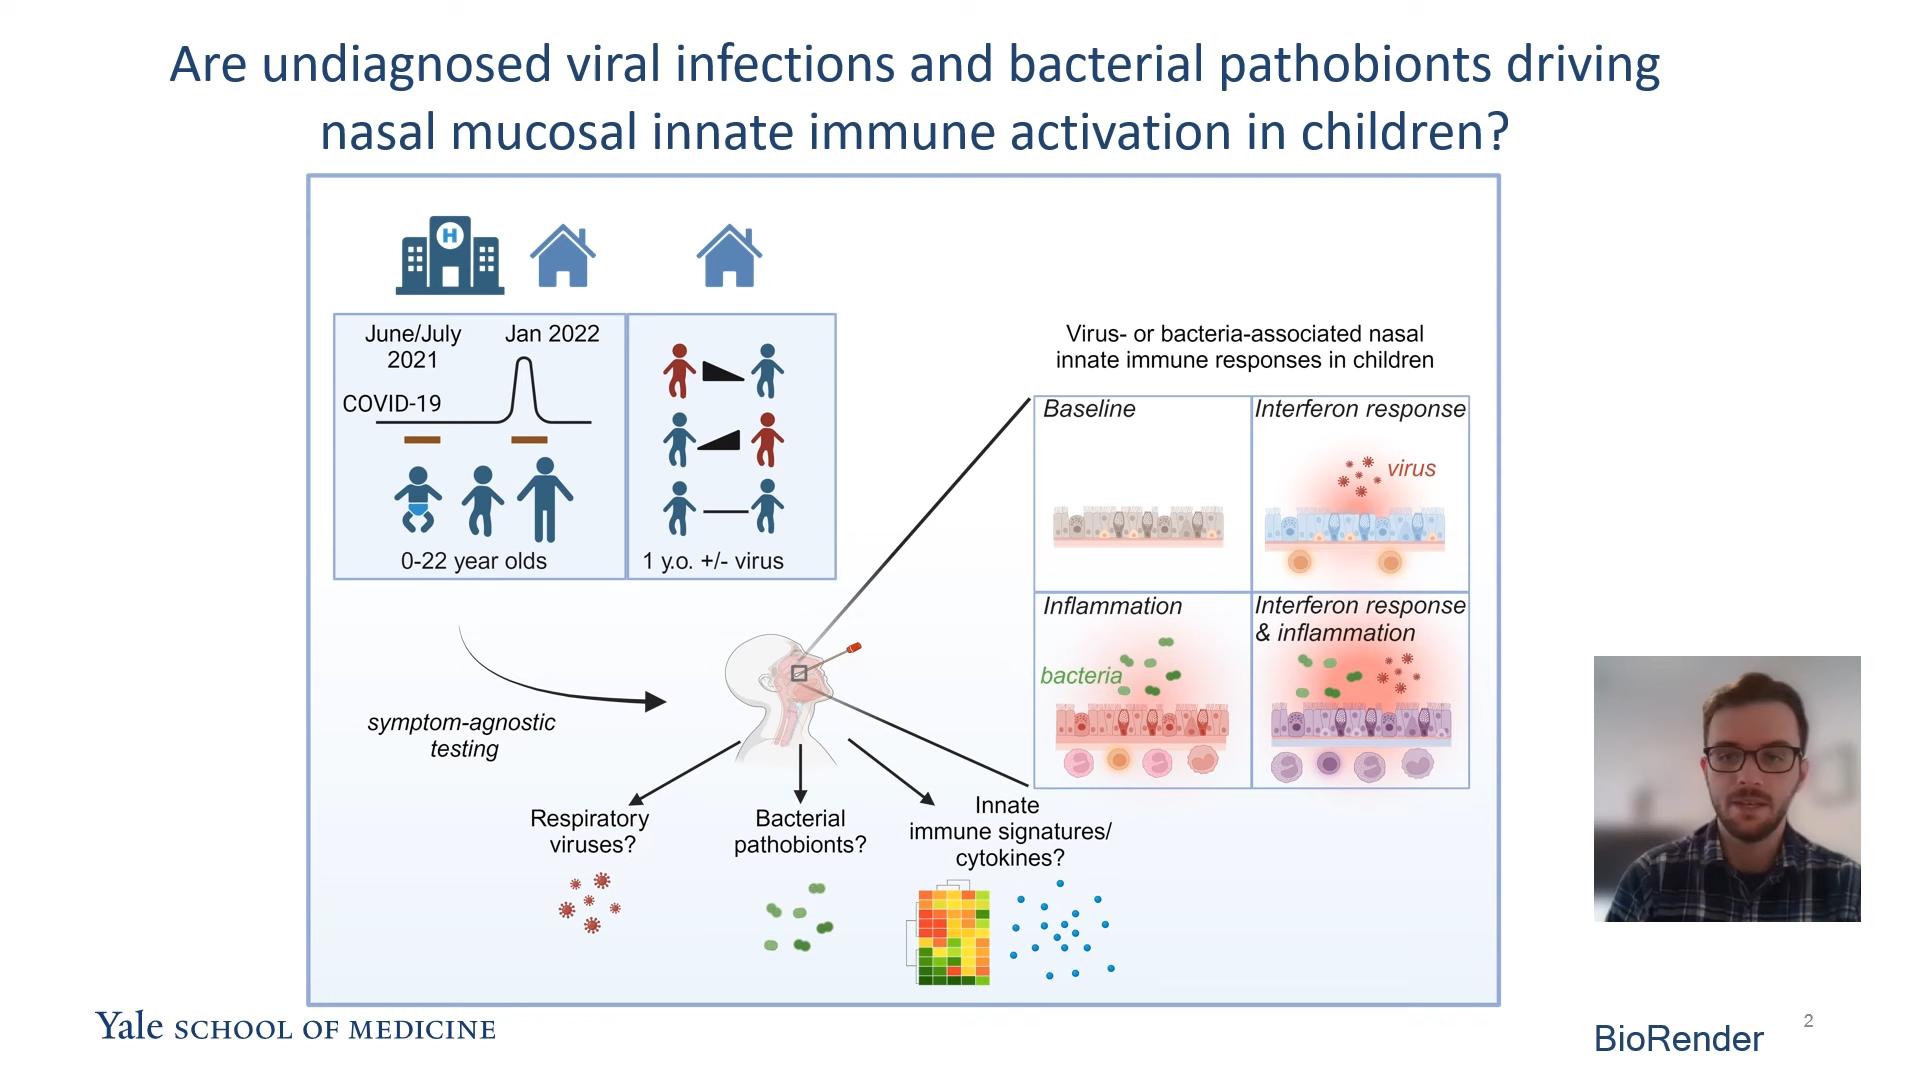 Are undiagnosed viral infections and bacterial pathobionts driving
nasal mucosal innate immune activation in children?
H
June/July
2021
Jan 2022
COVID-19
0-22 year olds
1 y.o. +/- virus
symptom-agnostic
testing
Respiratory
viruses?
Bacterial
pathobionts?
Innate
immune signatures/
cytokines?
Virus- or bacteria-associated nasal
innate immune responses in children
Baseline
Interferon response
virus
Inflammation
bacteria
Interferon response
& inflammation
Yale SCHOOL OF MEDICINE
BioRender
2